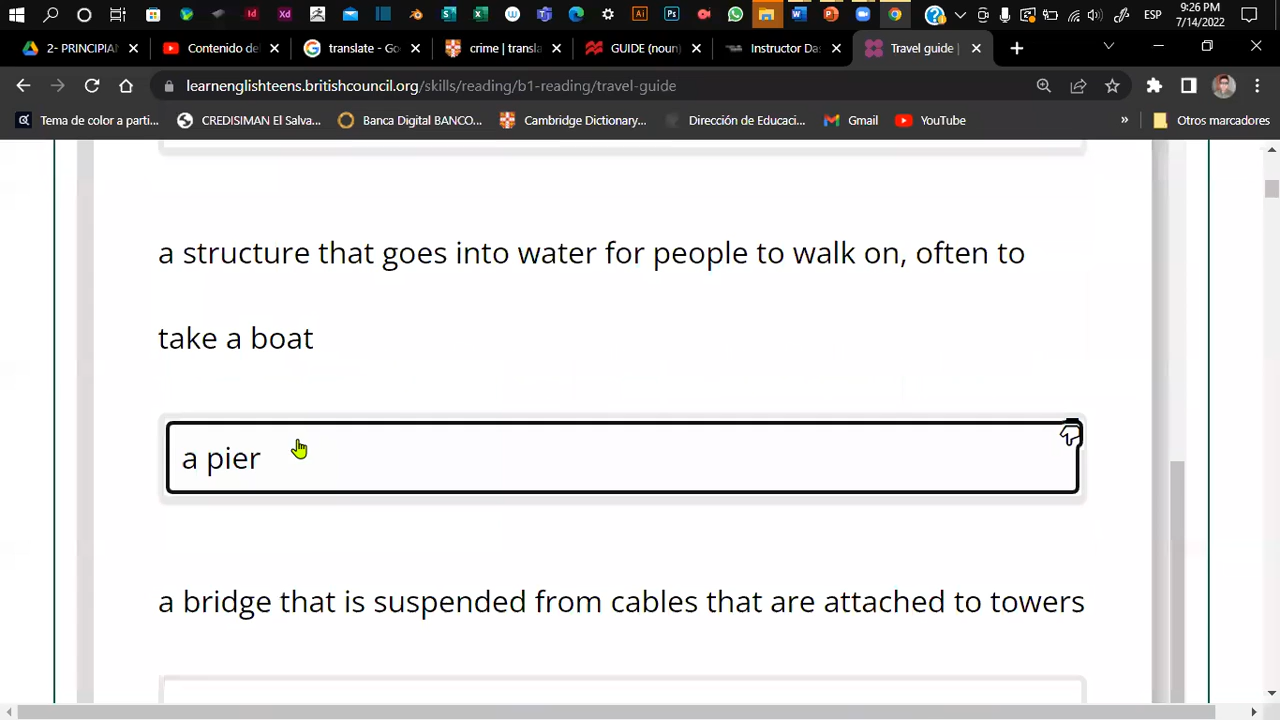 9:26 PM
ESP
7/14/2022
2- PRINCIPIAN
Contenido de
translate - Go
crime | transla
GUIDE (noun)
Instructor Das
Travel guide |
learnenglishteens.britishcouncil.org/skills/reading/b1-reading/travel-guide
Tema de color a parti...
CREDISIMAN El Salva...
Banca Digital BANCO...
Cambridge Dictionary...
Dirección de Educaci...
Gmail
YouTube
»
Otros marcadores
a structure that goes into water for people to walk on, often to
take a boat
a pier
a bridge that is suspended from cables that are attached to towers